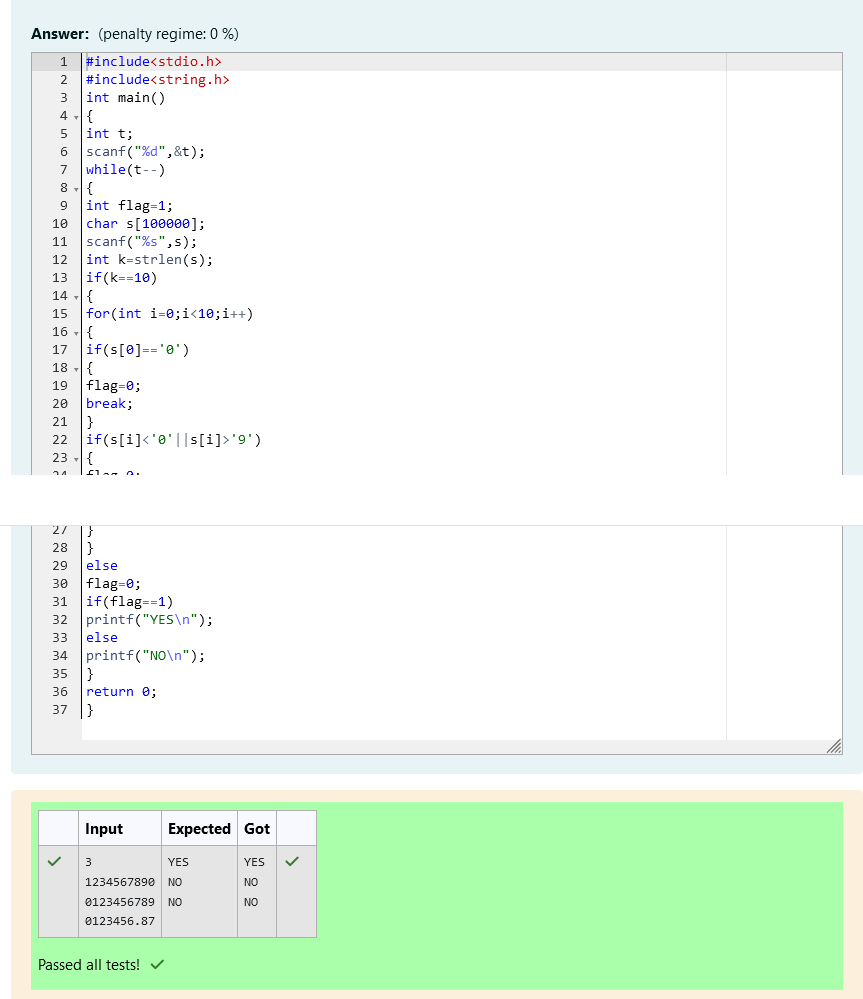 Answer: (penalty regime: 0 %)
1 #include<stdio.h>
2 #include<string.h>
3 int main()
4 {
5 int t;
6 scanf("%d",&t);
7 while(t--)
8 {
9 int flag=1;
10 char s[100000];
11 scanf("%s",s);
12 int k=strlen(s);
13 if(k==10)
14 {
15 for(int i=0;i<10;i++)
16 {
17 if(s[0]=='0')
18 {
19 flag=0;
20 break;
21 }
22 if(s[i]<'0'||s[i]>'9')
23 {
27 }
28 }
29 else
30 flag=0;
31 if(flag==1)
32 printf("YES\n");
33 else
34 printf("NO\n");
35 }
36 return 0;
37 }
Input Expected Got
3 YES YES
1234567890 NO NO
0123456789 NO NO
0123456.87
Passed all tests!